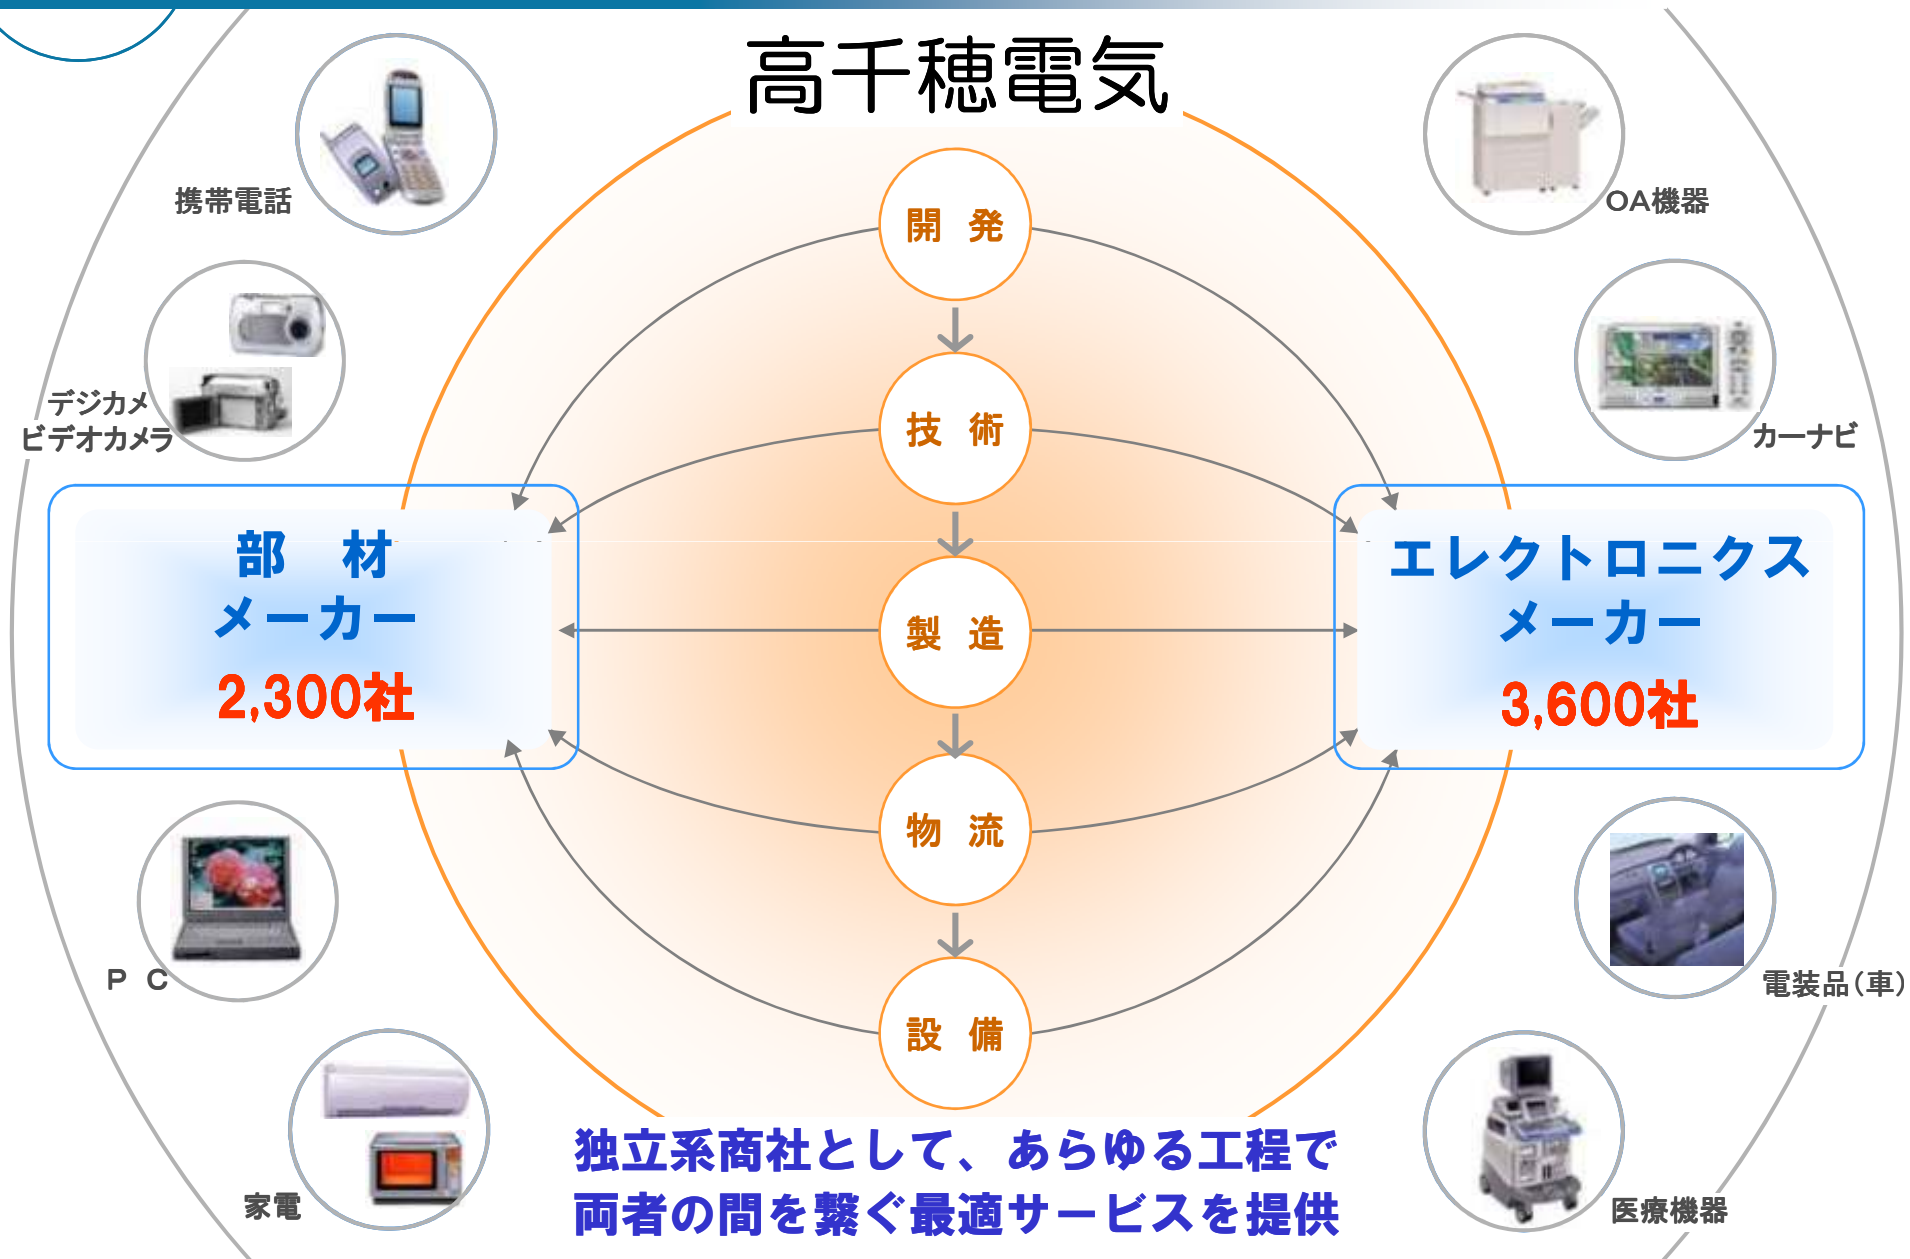 高千穂電気
携帯電話
OA機器
開 発
デジカメ
ビデオカメラ
カーナビ
技 術
部 材
メーカー
2,300社
製 造
エレクトロニクス
メーカー
3,600社
物 流
P C
電装品(車)
設 備
家電
医療機器
独立系商社として、あらゆる工程で
両者の間を繋ぐ最適サービスを提供